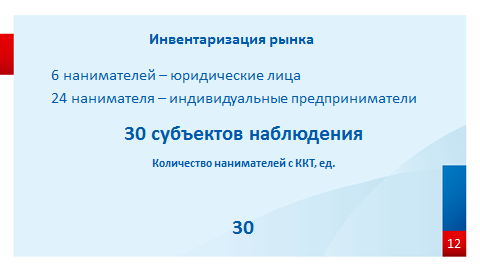 Инвентаризация рынка
6 нанимателей – юридические лица
24 нанимателя – индивидуальные предприниматели
30 субъектов наблюдения
Количество нанимателей с ККТ, ед.
30
12